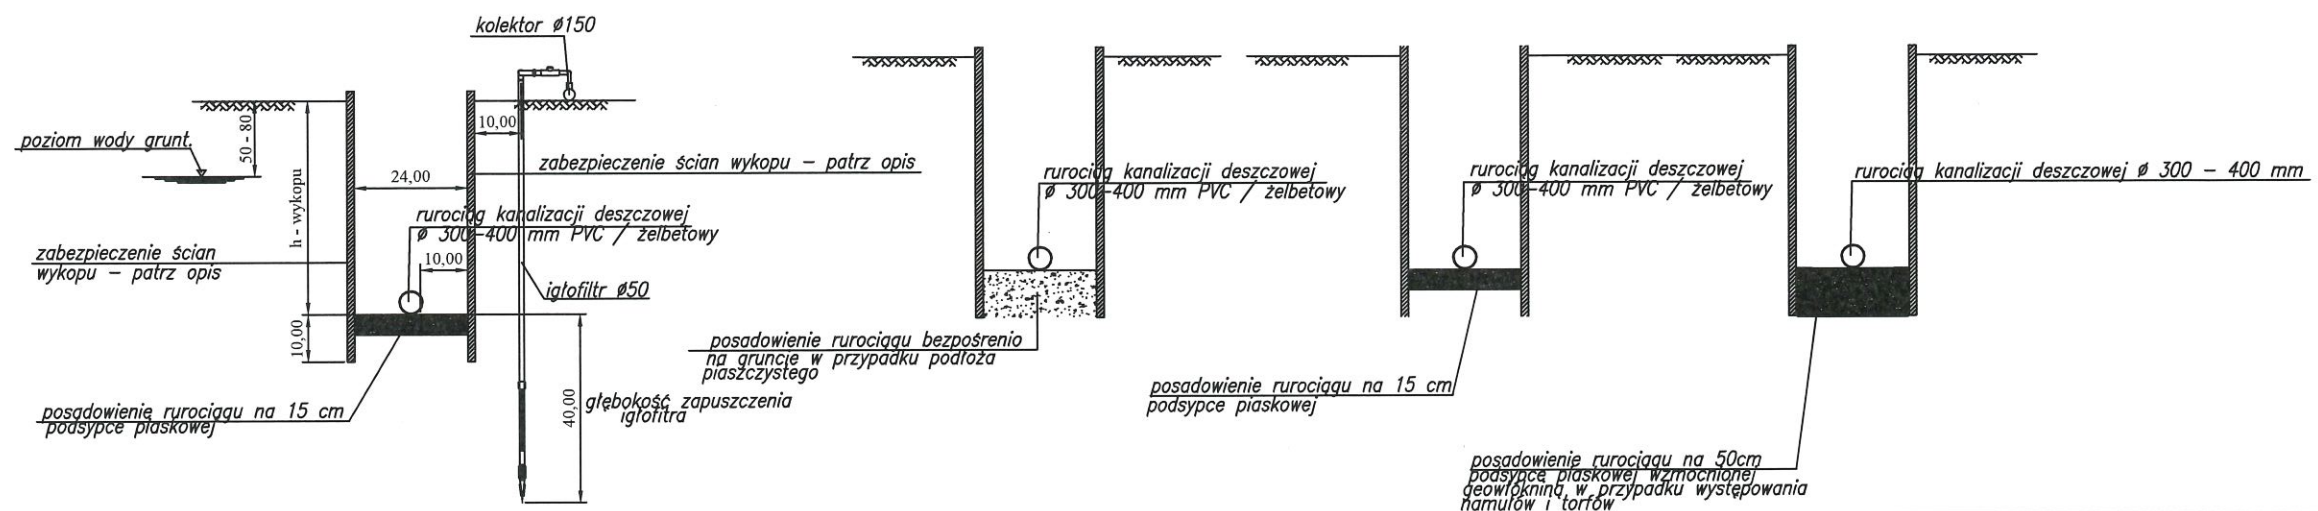 kolektor ø150
poziom wody grunt.
50 - 80
10,00
zabezpieczenie ścian wykopu – patrz opis
24,00
h - wykopu
rurociąg kanalizacji deszczowej
ø 300-400 mm PVC / żelbetowy
zabezpieczenie ścian
wykopu – patrz opis
10,00
igłofiltr ø50
10,00
40,00
głębokość zapuszczenia
igłofitra
posadowienie rurociągu na 15 cm
podsypce piaskowej
rurociąg kanalizacji deszczowej
ø 300-400 mm PVC / żelbetowy
posadowienie rurociągu bezpośrenio
na gruncie w przypadku podłoża
piaszczystego
rurociąg kanalizacji deszczowej
ø 300-400 mm PVC / żelbetowy
posadowienie rurociągu na 15 cm
podsypce piaskowej
rurociąg kanalizacji deszczowej ø 300 – 400 mm
posadowienie rurociągu na 50cm
podsypce piaskowej wzmocnionej
geowłókniną w przypadku występowania
namułów i torfów